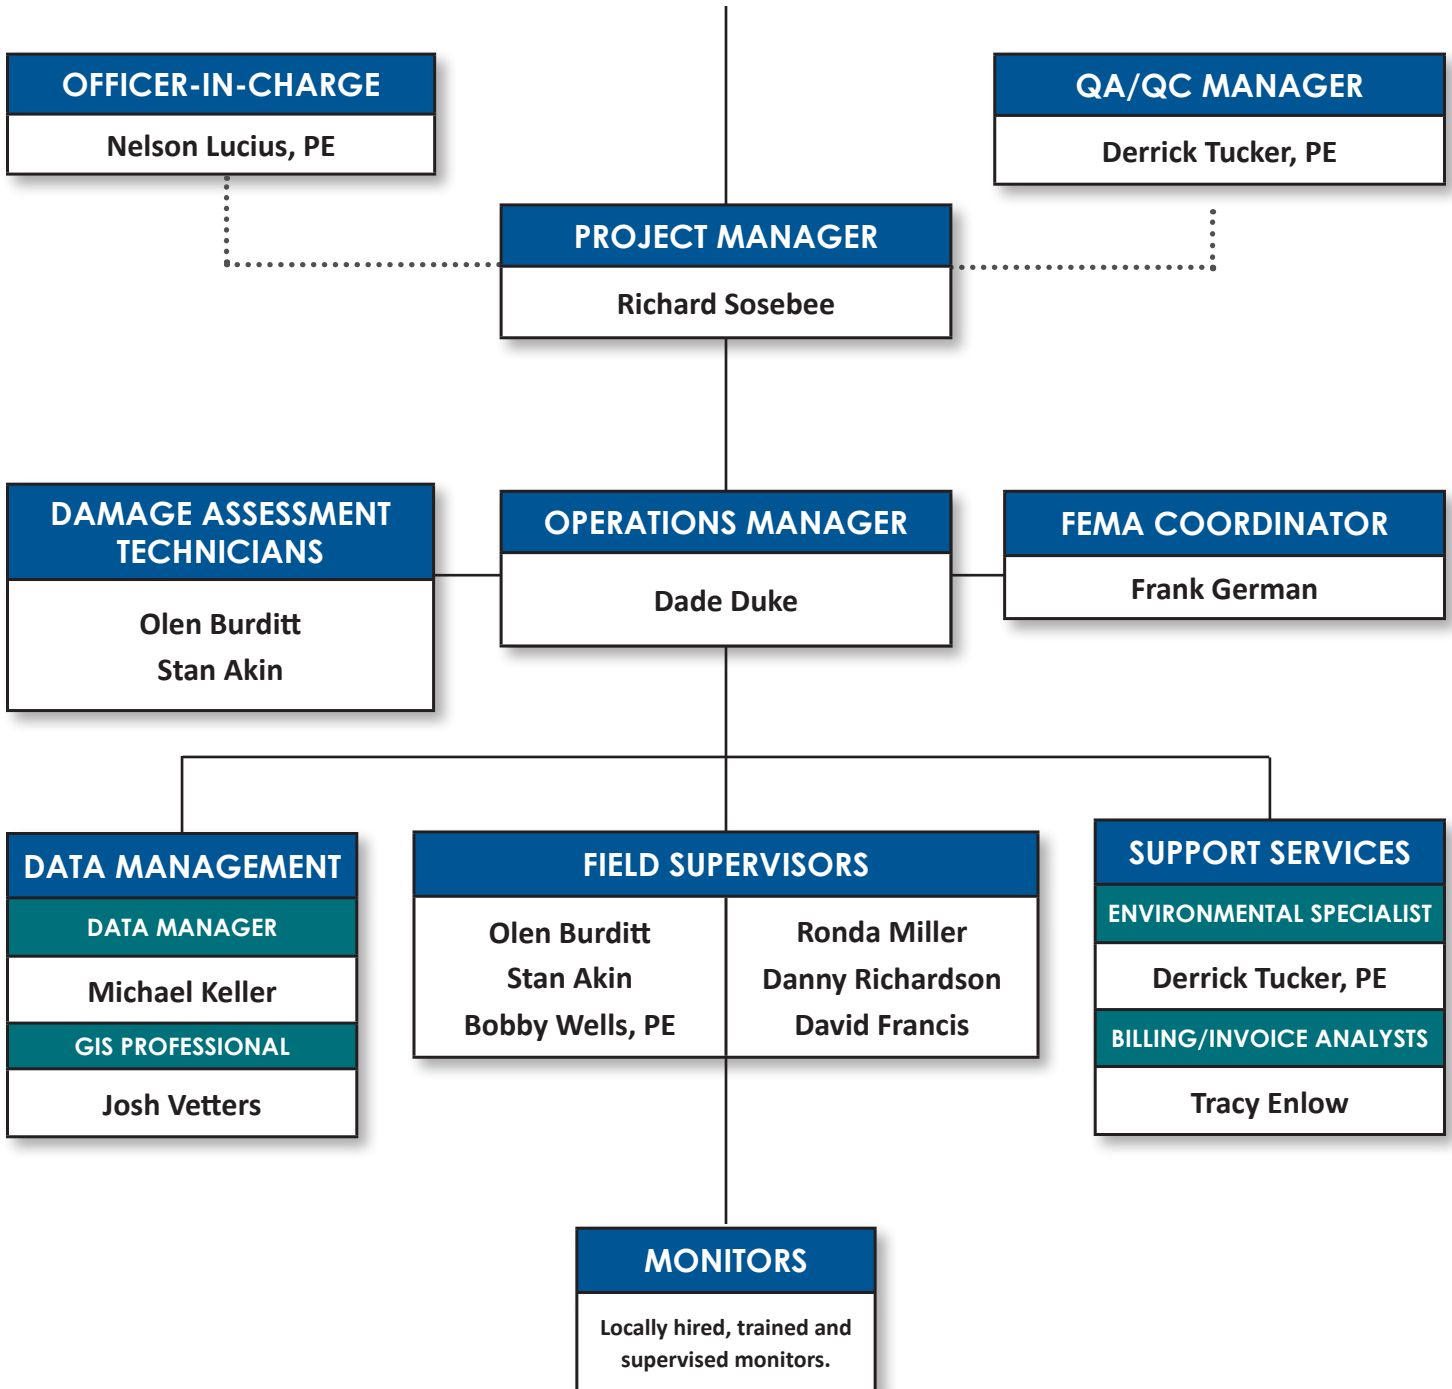 OFFICER-IN-CHARGE
Nelson Lucius, PE
QA/QC MANAGER
Derrick Tucker, PE
PROJECT MANAGER
Richard Sosebee
DAMAGE ASSESSMENT
TECHNICIANS
Olen Burditt
Stan Akin
OPERATIONS MANAGER
Dade Duke
FEMA COORDINATOR
Frank German
DATA MANAGEMENT
DATA MANAGER
Michael Keller
GIS PROFESSIONAL
Josh Vetters
FIELD SUPERVISORS
Olen Burditt
Stan Akin
Bobby Wells, PE
Ronda Miller
Danny Richardson
David Francis
SUPPORT SERVICES
ENVIRONMENTAL SPECIALIST
Derrick Tucker, PE
BILLING/INVOICE ANALYSTS
Tracy Enlow
MONITORS
Locally hired, trained and
supervised monitors.